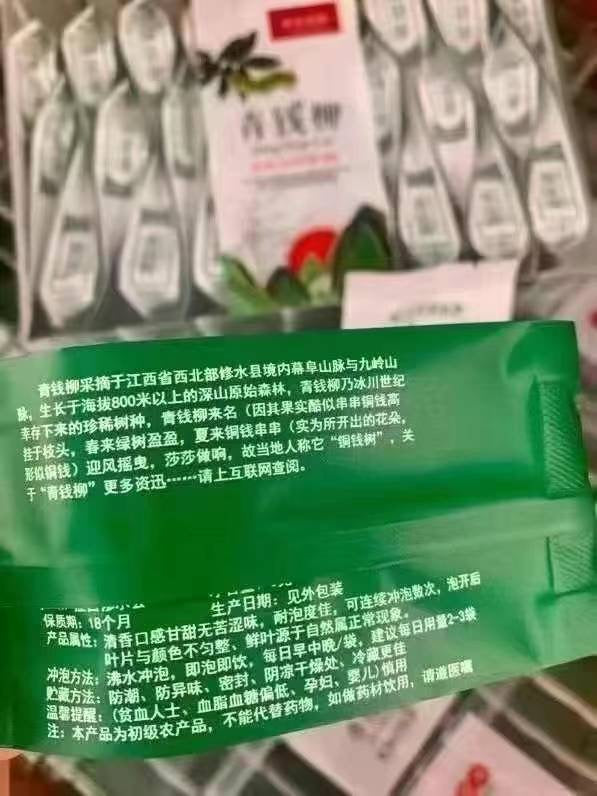 青钱柳
青钱柳采摘于江西省西北部修水县境内幕阜山脉与九岭山
脉，生长于海拔800米以上的深山原始森林，青钱柳乃冰川世纪
幸存下来的珍稀树种，青钱柳来名（因其果实酷似串串铜钱高
挂于枝头，春来绿树盈盈，夏来铜钱串串（实为所开出的花朵，
形似铜钱）迎风摇曳，莎莎做响，故当地人称它“铜钱树”，关
于“青钱柳”更多资迅……请上互联网查阅。
生产日期：见外包装
保质期：18个月
产品属性：清香口感甘甜无苦涩味，耐泡度佳，可连续冲泡数次，泡开后
叶片与颜色不匀整、鲜叶源于自然属正常现象。
冲泡方法：沸水冲泡，即泡即饮，每日早中晚/袋，建议每日用量2-3袋
贮藏方法：防潮、防异味、密封、阴凉干燥处、冷藏更佳
温馨提醒：（贫血人士、血脂血糖偏低、孕妇、婴儿）慎用
注：本产品为初级农产品，不能代替药物，如做药材饮用，请遵医嘱